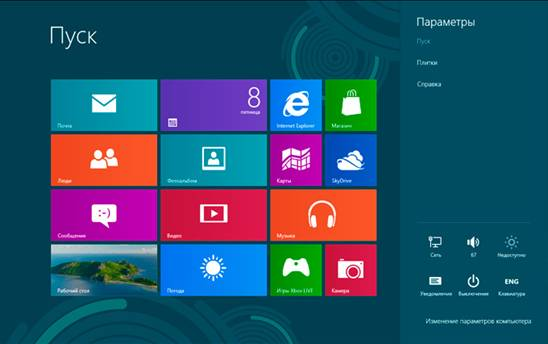 Пуск
Параметры
Пуск
Плитки
Справка
8
пятница
Почта
Internet Explorer
Магазин
Люди
Фотоальбом
Карты
SkyDrive
Сообщения
Видео
Музыка
Рабочий стол
Погода
Игры Xbox LIVE
Камера
Сеть
67
Недоступно
Уведомления
Выключение
ENG
Клавиатура
Изменение параметров компьютера